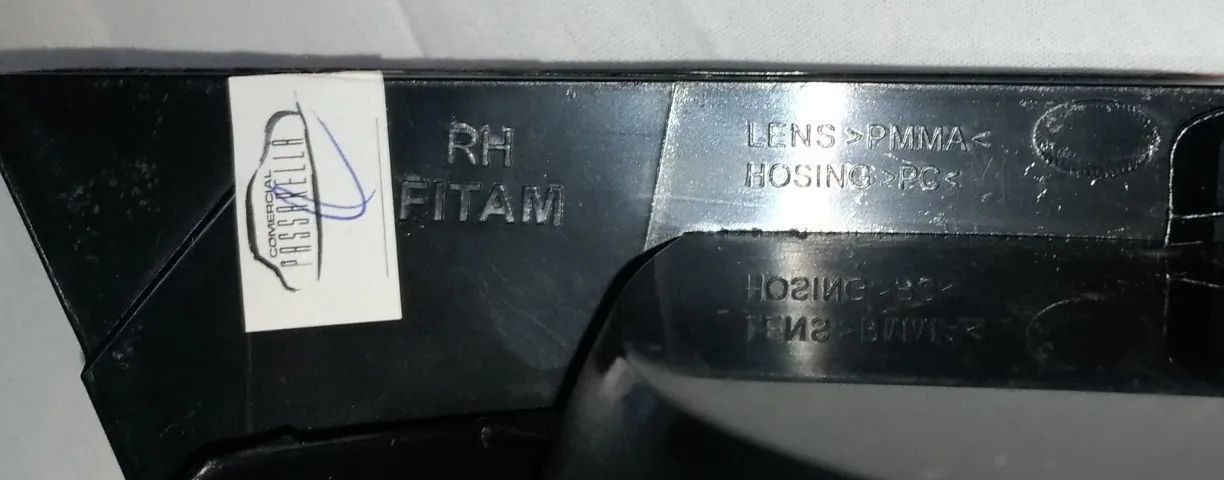 COMERCIAL
PASSARELLA
RH
FITAM
LENS >PMMA<
HOSING >PC<